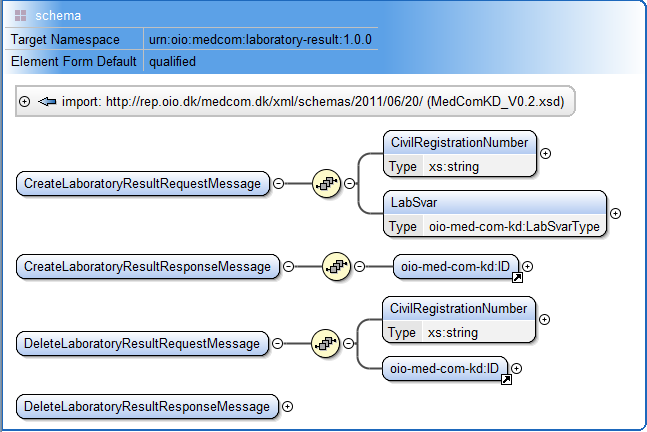 schema
Target Namespace urn:oio:medcom:laboratory-result:1.0.0
Element Form Default qualified
import: http://rep.oio.dk/medcom.dk/xml/schemas/2011/06/20/ (MedComKD_V0.2.xsd)
CivilRegistrationNumber
Type xs:string
CreateLaboratoryResultRequestMessage
LabSvar
Type oio-med-com-kd:LabSvarType
CreateLaboratoryResultResponseMessage
oio-med-com-kd:ID
CivilRegistrationNumber
Type xs:string
DeleteLaboratoryResultRequestMessage
oio-med-com-kd:ID
DeleteLaboratoryResultResponseMessage